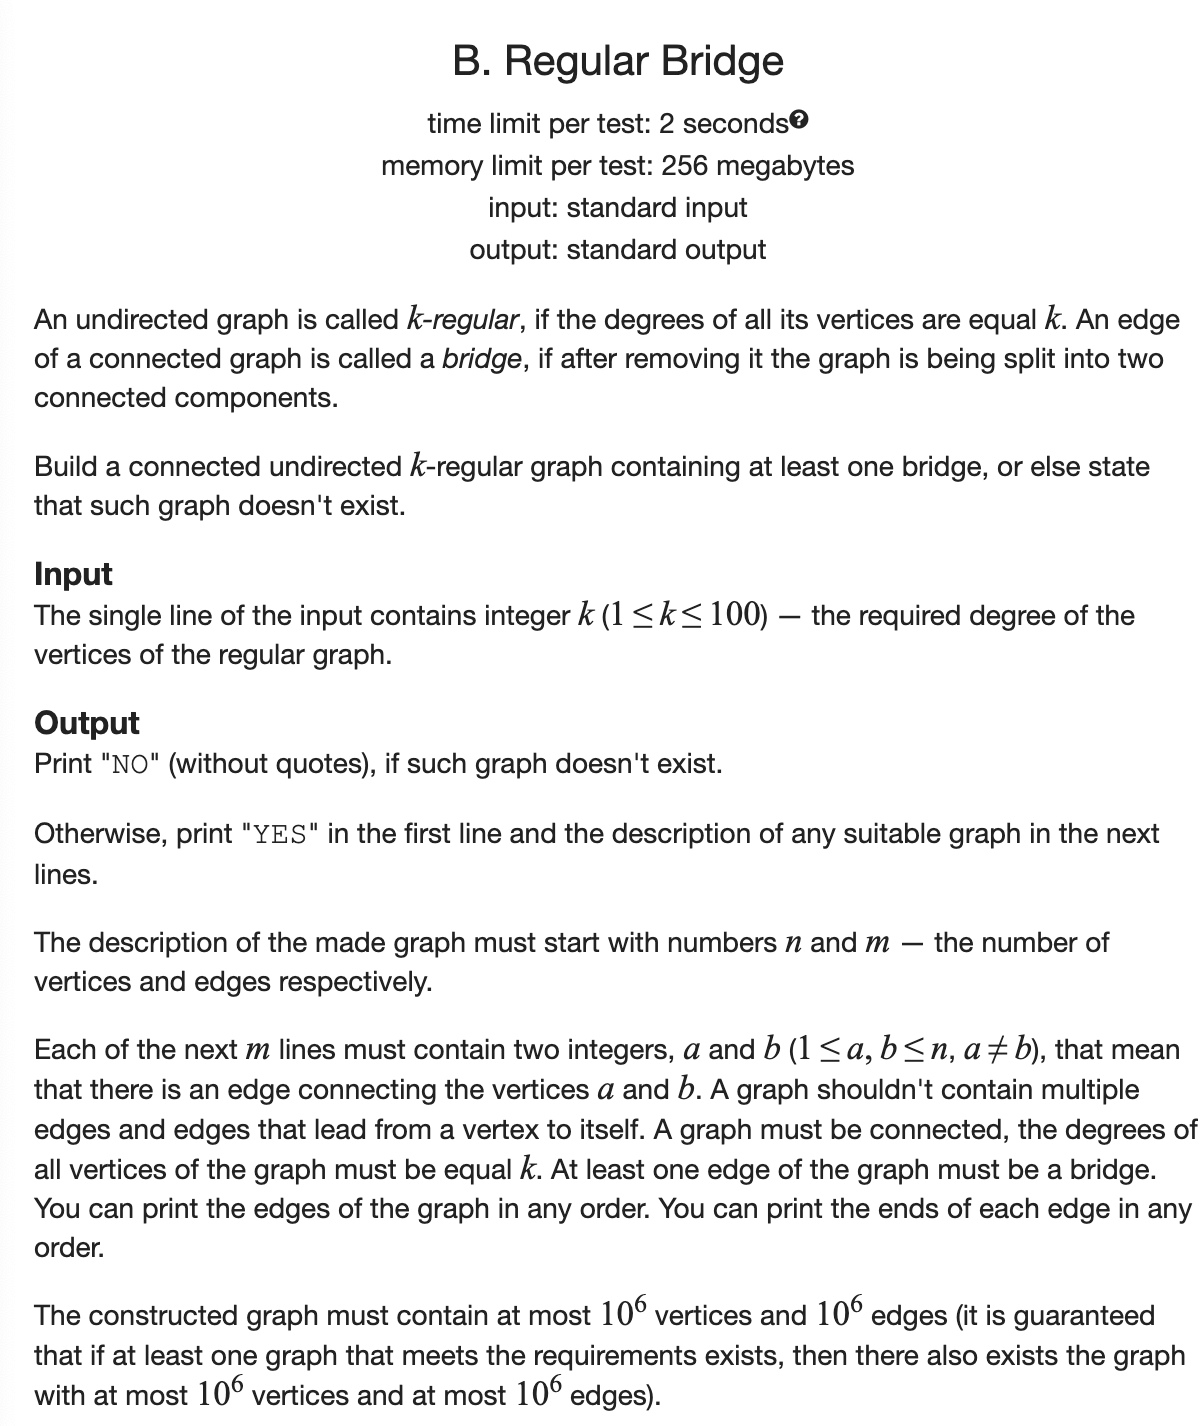 B. Regular Bridge
time limit per test: 2 seconds?
memory limit per test: 256 megabytes
input: standard input
output: standard output
An undirected graph is called k-regular, if the degrees of all its vertices are equal k. An edge
of a connected graph is called a bridge, if after removing it the graph is being split into two
connected components.
Build a connected undirected k-regular graph containing at least one bridge, or else state
that such graph doesn't exist.
Input
The single line of the input contains integer k (1 ≤ k ≤ 100) — the required degree of the
vertices of the regular graph.
Output
Print "NO" (without quotes), if such graph doesn't exist.
Otherwise, print "YES" in the first line and the description of any suitable graph in the next
lines.
The description of the made graph must start with numbers n and m — the number of
vertices and edges respectively.
Each of the next m lines must contain two integers, a and b (1 ≤ a, b ≤ n, a ≠ b), that mean
that there is an edge connecting the vertices a and b. A graph shouldn't contain multiple
edges and edges that lead from a vertex to itself. A graph must be connected, the degrees of
all vertices of the graph must be equal k. At least one edge of the graph must be a bridge.
You can print the edges of the graph in any order. You can print the ends of each edge in any
order.
The constructed graph must contain at most 10⁶ vertices and 10⁶ edges (it is guaranteed
that if at least one graph that meets the requirements exists, then there also exists the graph
with at most 10⁶ vertices and at most 10⁶ edges).